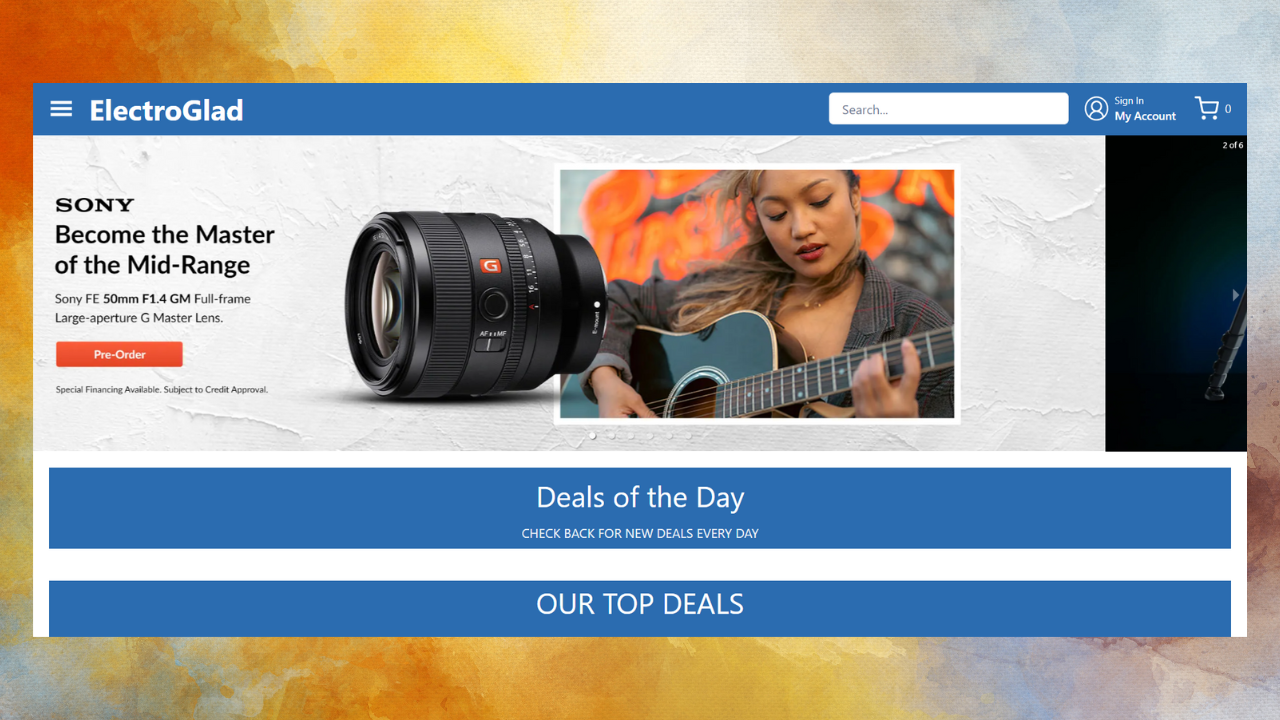 ElectroGlad
Search...
Sign In
My Account
0
2 of 6
SONY
Become the Master
of the Mid-Range
Sony FE 50mm F1.4 GM Full-frame
Large-aperture G Master Lens.
Pre-Order
Special Financing Available. Subject to Credit Approval.
G
AF MF
E-mount
Deals of the Day
CHECK BACK FOR NEW DEALS EVERY DAY
OUR TOP DEALS